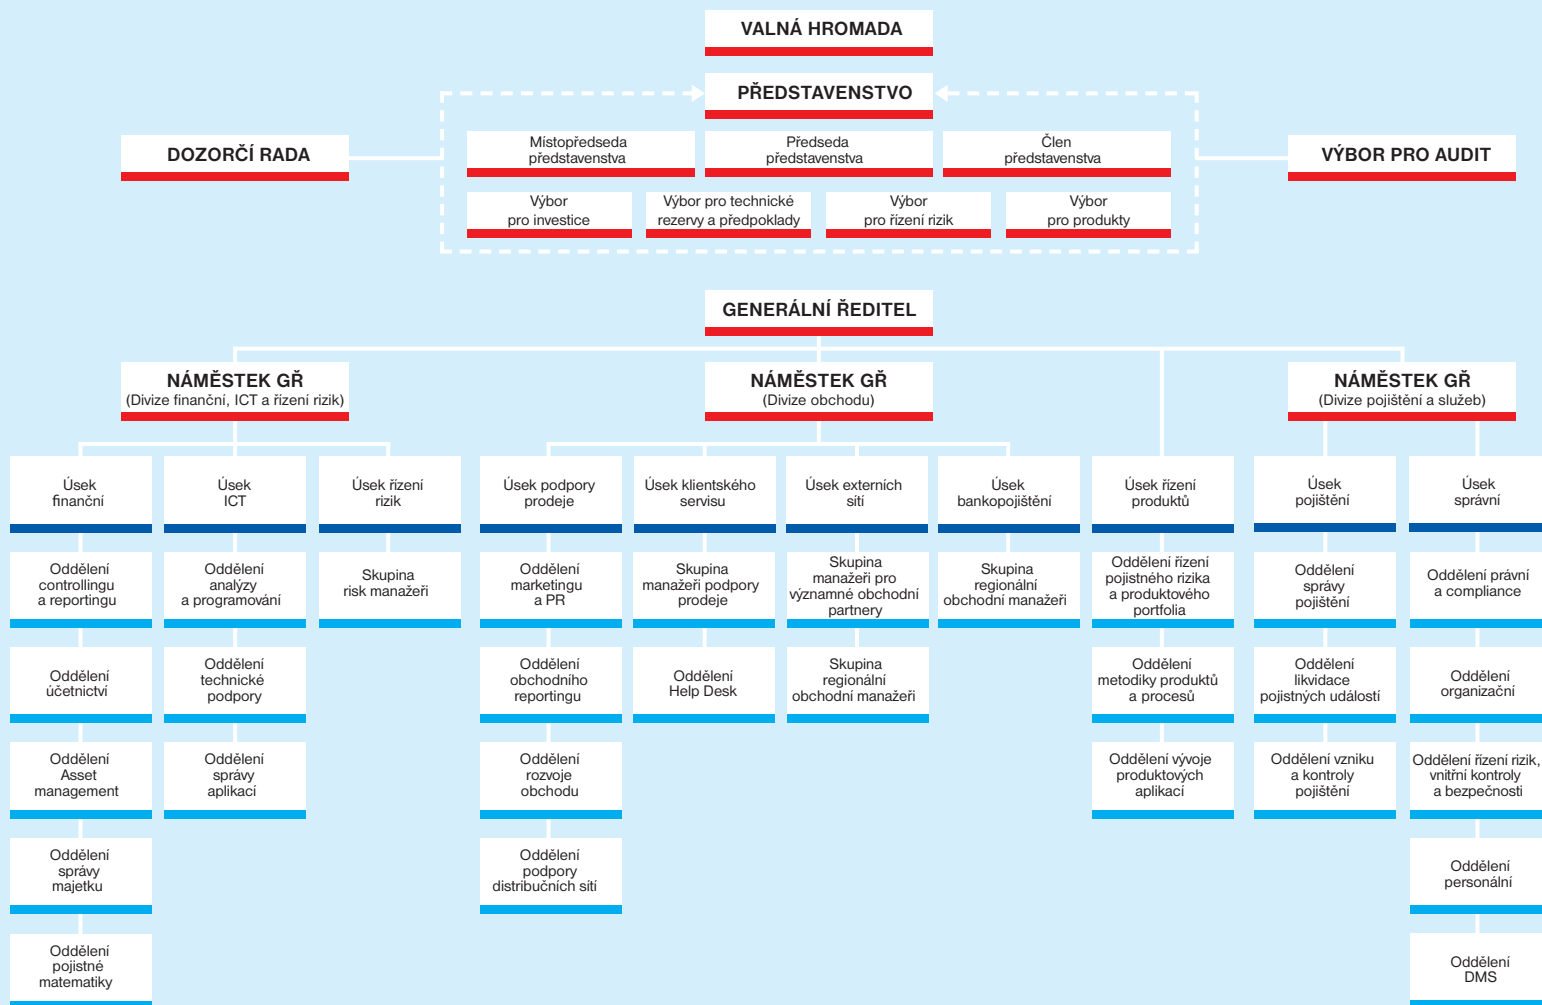 VALNÁ HROMADA
PŘEDSTAVENSTVO
DOZORČÍ RADA
Místopředseda
představenstva
Předseda
představenstva
Člen
představenstva
VÝBOR PRO AUDIT
Výbor
pro investice
Výbor pro technické
rezervy a předpoklady
Výbor
pro řízení rizik
Výbor
pro produkty
GENERÁLNÍ ŘEDITEL
NÁMĚSTEK GŘ
(Divize finanční, ICT a řízení rizik)
NÁMĚSTEK GŘ
(Divize obchodu)
NÁMĚSTEK GŘ
(Divize pojištění a služeb)
Úsek
finanční
Úsek
ICT
Úsek řízení
rizik
Úsek podpory
prodeje
Úsek klientského
servisu
Úsek externích
sítí
Úsek
bankopojištění
Úsek řízení
produktů
Úsek
pojištění
Úsek
správní
Oddělení
controllingu
a reportingu
Oddělení
analýzy
a programování
Skupina
risk manažeři
Oddělení
marketingu
a PR
Skupina
manažeři podpory
prodeje
Skupina
manažeři pro
významné obchodní
partnery
Skupina
regionální
obchodní manažeři
Oddělení řízení
pojistného rizika
a produktového
portfolia
Oddělení
správy
pojištění
Oddělení právní
a compliance
Oddělení
účetnictví
Oddělení
technické
podpory
Oddělení
obchodního
reportingu
Oddělení
Help Desk
Skupina
regionální
obchodní manažeři
Oddělení
metodiky produktů
a procesů
Oddělení
likvidace
pojistných událostí
Oddělení
organizační
Oddělení
Asset
management
Oddělení
správy
aplikací
Oddělení
rozvoje
obchodu
Oddělení vývoje
produktových
aplikací
Oddělení vzniku
a kontroly
pojištění
Oddělení řízení rizik,
vnitřní kontroly
a bezpečnosti
Oddělení
správy
majetku
Oddělení
podpory
distribučních sítí
Oddělení
personální
Oddělení
pojistné
matematiky
Oddělení
DMS